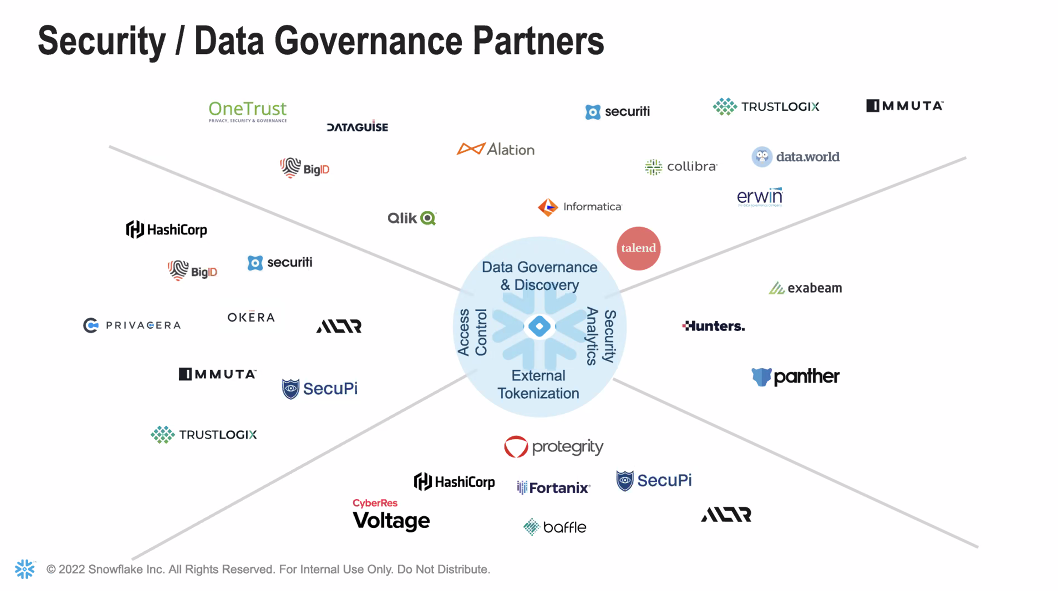 Security / Data Governance Partners
OneTrust
PRIVACY, SECURITY & GOVERNANCE
DATAGUISE
securiti
TRUSTLOGIX
IMMUTA
Alation
BigID
collibra
data.world
erwin
Qlik
Informatica
talend
HashiCorp
BigID
securiti
PRIVACERA
OKERA
ALTR
IMMUTA
SecuPi
TRUSTLOGIX
Data Governance
& Discovery
Access
Control
Security
Analytics
External
Tokenization
exabeam
Hunters.
panther
protegrity
HashiCorp
Fortanix
SecuPi
CyberRes
Voltage
baffle
ALTR
© 2022 Snowflake Inc. All Rights Reserved. For Internal Use Only. Do Not Distribute.